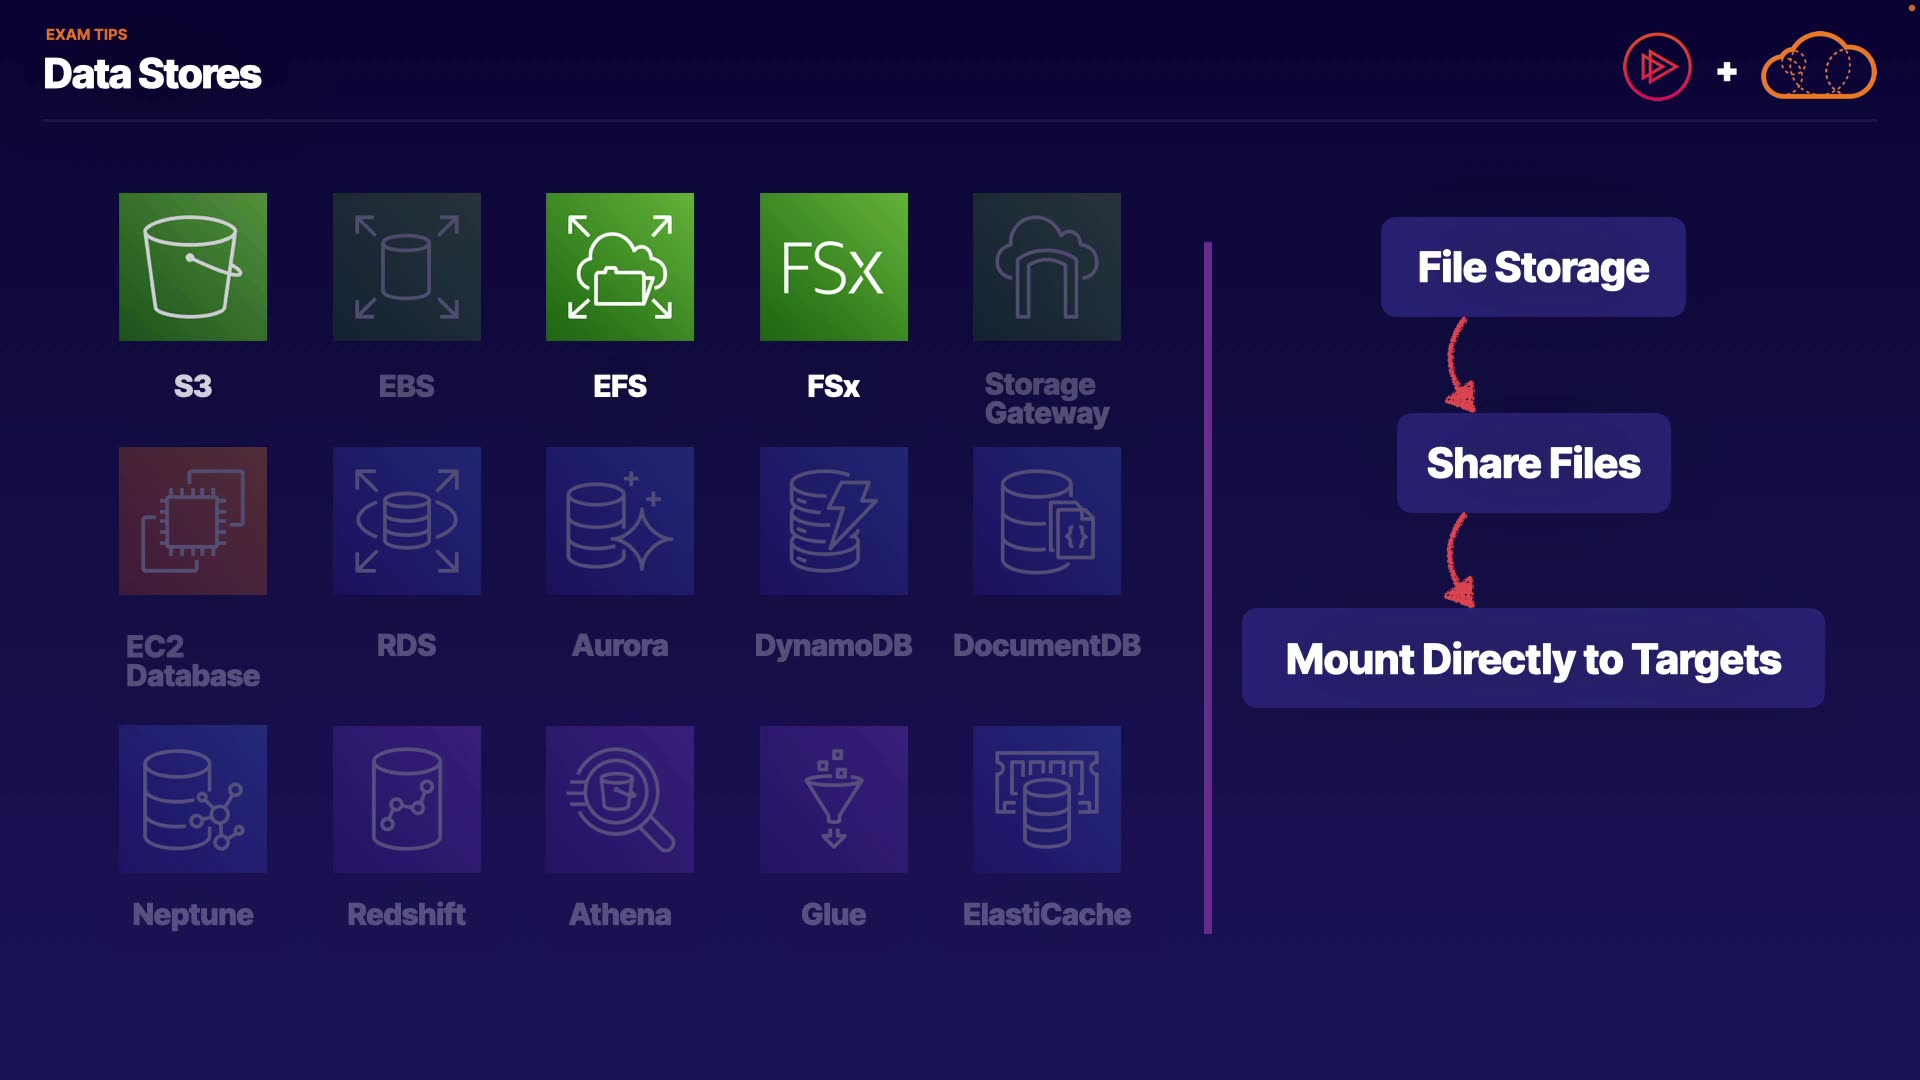 EXAM TIPS
Data Stores
S3
EBS
EFS
FSx
FSx
Storage
Gateway
EC2
Database
RDS
Aurora
DynamoDB
DocumentDB
Neptune
Redshift
Athena
Glue
ElastiCache
File Storage
Share Files
Mount Directly to Targets